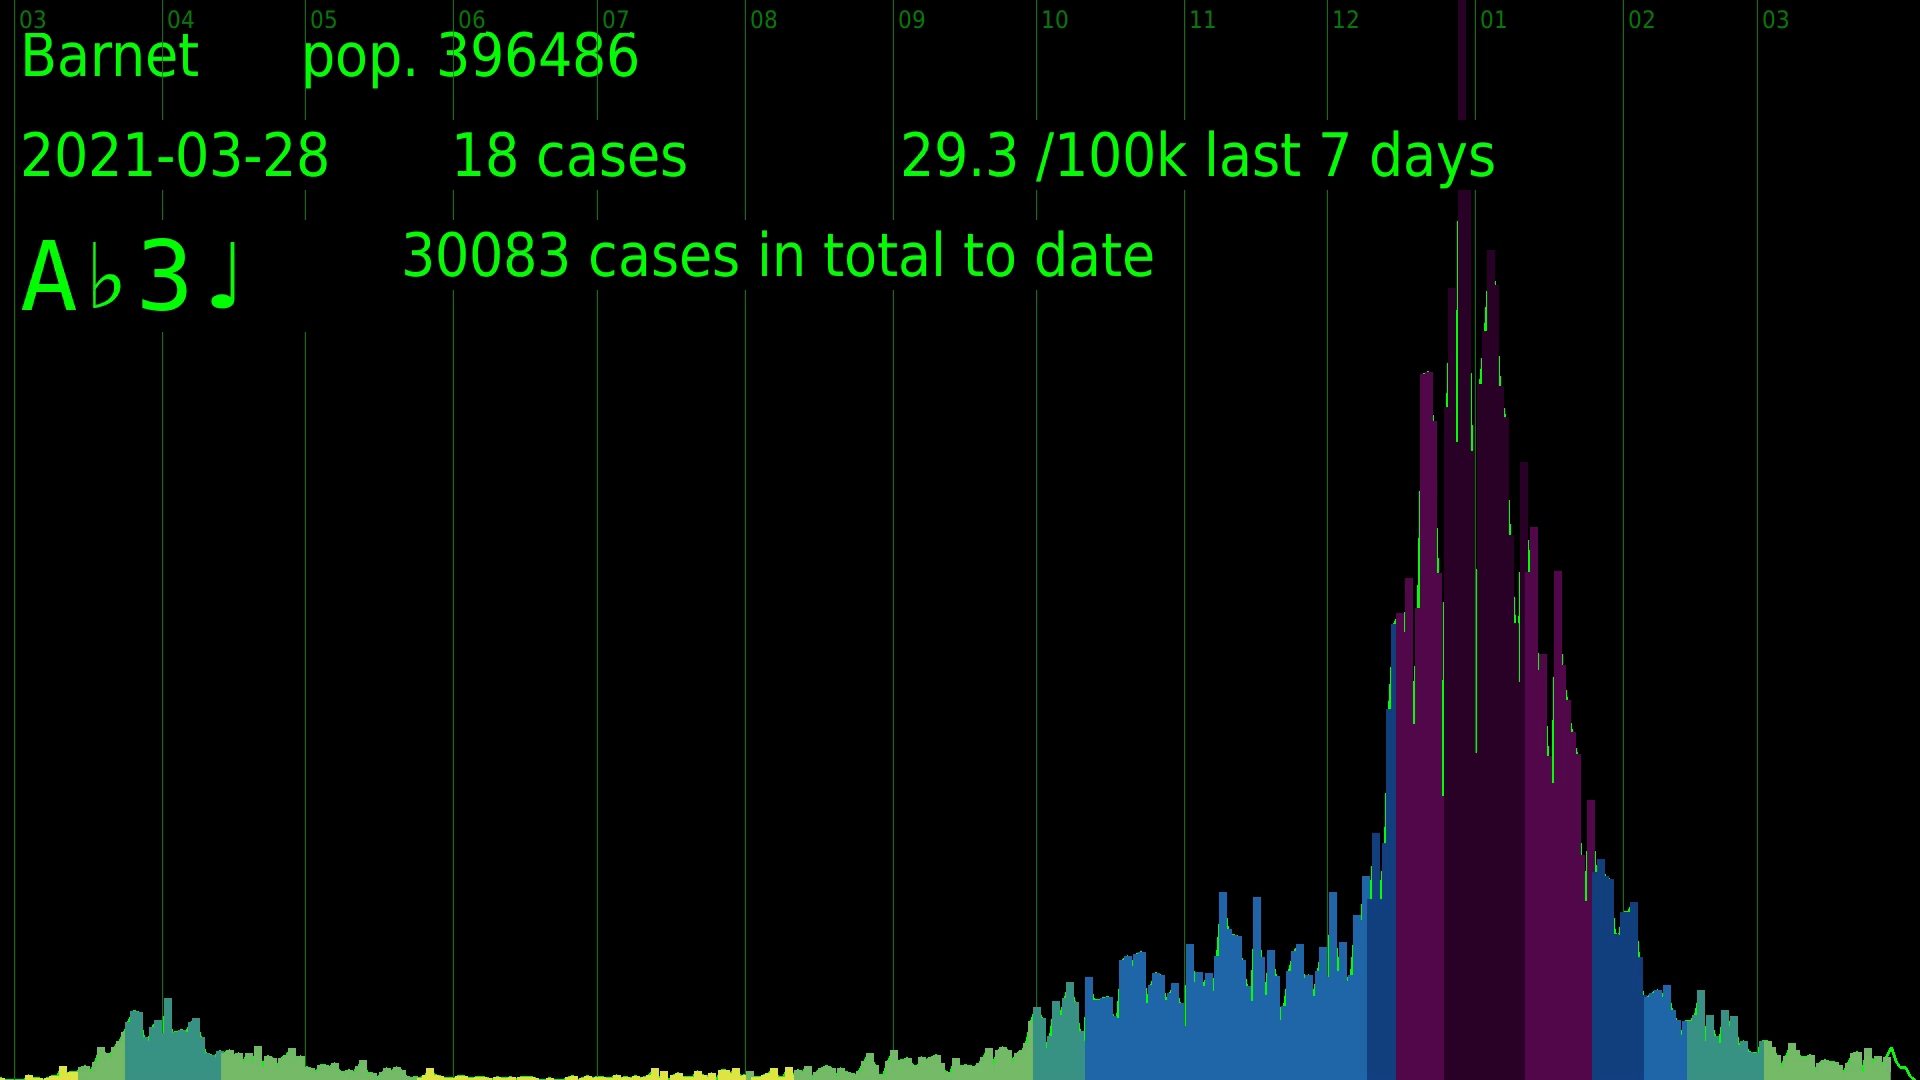 03 04 05 06 07 08 09 10 11 12 01 02 03
Barnet pop. 396486
2021-03-28 18 cases 29.3 /100k last 7 days
A♭3♩ 30083 cases in total to date